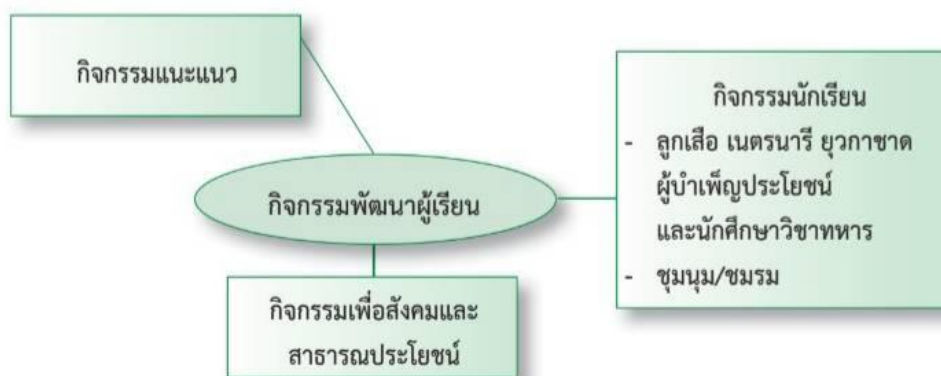 กิจกรรมแนะแนว
กิจกรรมพัฒนาผู้เรียน
กิจกรรมนักเรียน
- ลูกเสือ เนตรนารี ยุวกาชาด
ผู้บำเพ็ญประโยชน์
และนักศึกษาวิชาทหาร
- ชุมนุม/ชมรม
กิจกรรมเพื่อสังคมและ
สาธารณประโยชน์